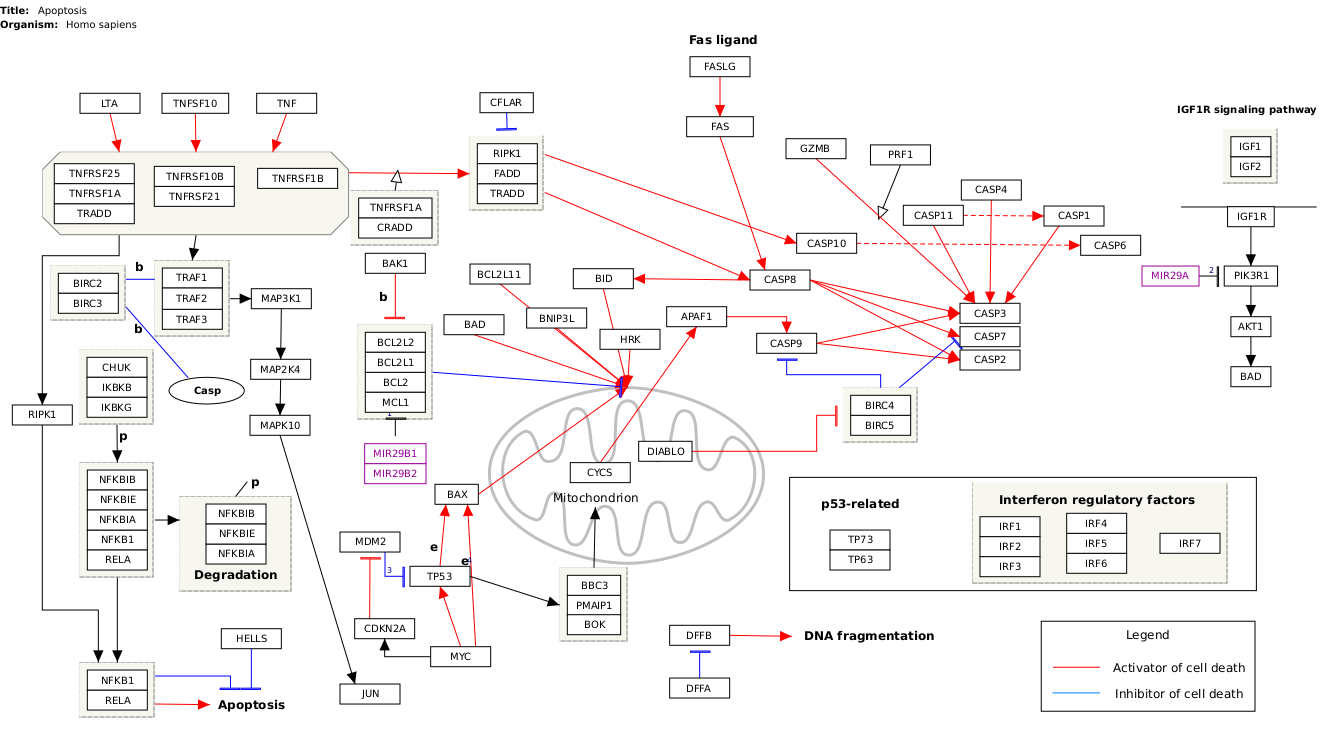 Title: Apoptosis
Organism: Homo sapiens
Fas ligand
FASLG
LTA
TNFSF10
TNF
CFLAR
FAS
IGF1R signaling pathway
IGF1
IGF2
GZMB
PRF1
RIPK1
FADD
TRADD
TNFRSF25
TNFRSF1A
TRADD
TNFRSF10B
TNFRSF21
TNFRSF1B
TNFRSF1A
CRADD
CASP4
CASP11
CASP1
IGF1R
CASP10
CASP6
BAK1
b
BIRC2
BIRC3
TRAF1
TRAF2
TRAF3
MAP3K1
b
b
BCL2L11
BID
CASP8
MIR29A
2
PIK3R1
BAD
BNIP3L
HRK
APAF1
CASP9
CASP3
CASP7
CASP2
AKT1
BAD
BCL2L2
BCL2L1
BCL2
MCL1
1
CHUK
IKBKB
IKBKG
Casp
MAP2K4
RIPK1
MAPK10
p
BIRC4
BIRC5
MIR29B1
MIR29B2
DIABLO
CYCS
Mitochondrion
BAX
NFKBIB
NFKBIE
NFKBIA
NFKB1
RELA
p
NFKBIB
NFKBIE
NFKBIA
Degradation
p53-related
TP73
TP63
Interferon regulatory factors
IRF1
IRF2
IRF3
IRF4
IRF5
IRF6
IRF7
MDM2
3
e
e
TP53
BBC3
PMAIP1
BOK
CDKN2A
MYC
HELLS
DFFB
DNA fragmentation
DFFA
NFKB1
RELA
Apoptosis
JUN
Legend
Activator of cell death
Inhibitor of cell death